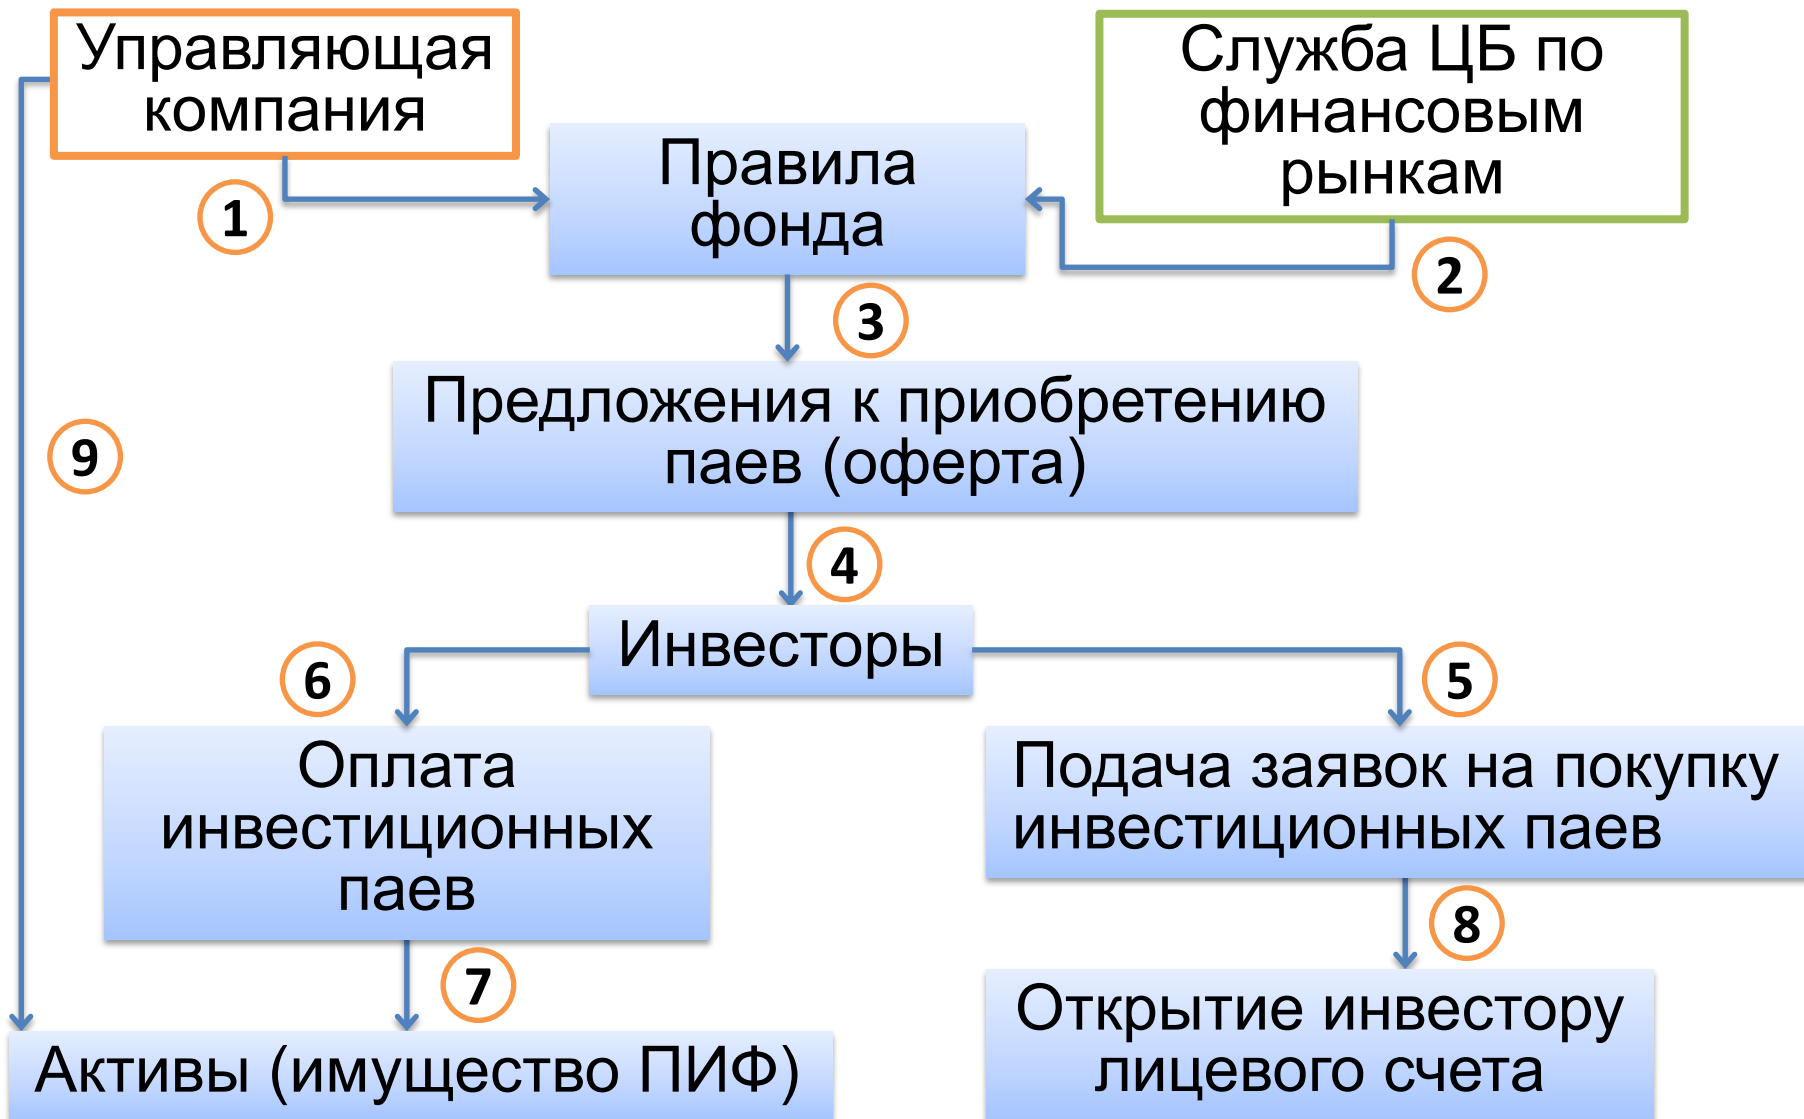 Управляющая
компания
Служба ЦБ по
финансовым
рынкам
Правила
фонда
1
2
3
Предложения к приобретению
паев (оферта)
9
4
Инвесторы
6
5
Оплата
инвестиционных
паев
Подача заявок на покупку
инвестиционных паев
7
8
Активы (имущество ПИФ)
Открытие инвестору
лицевого счета